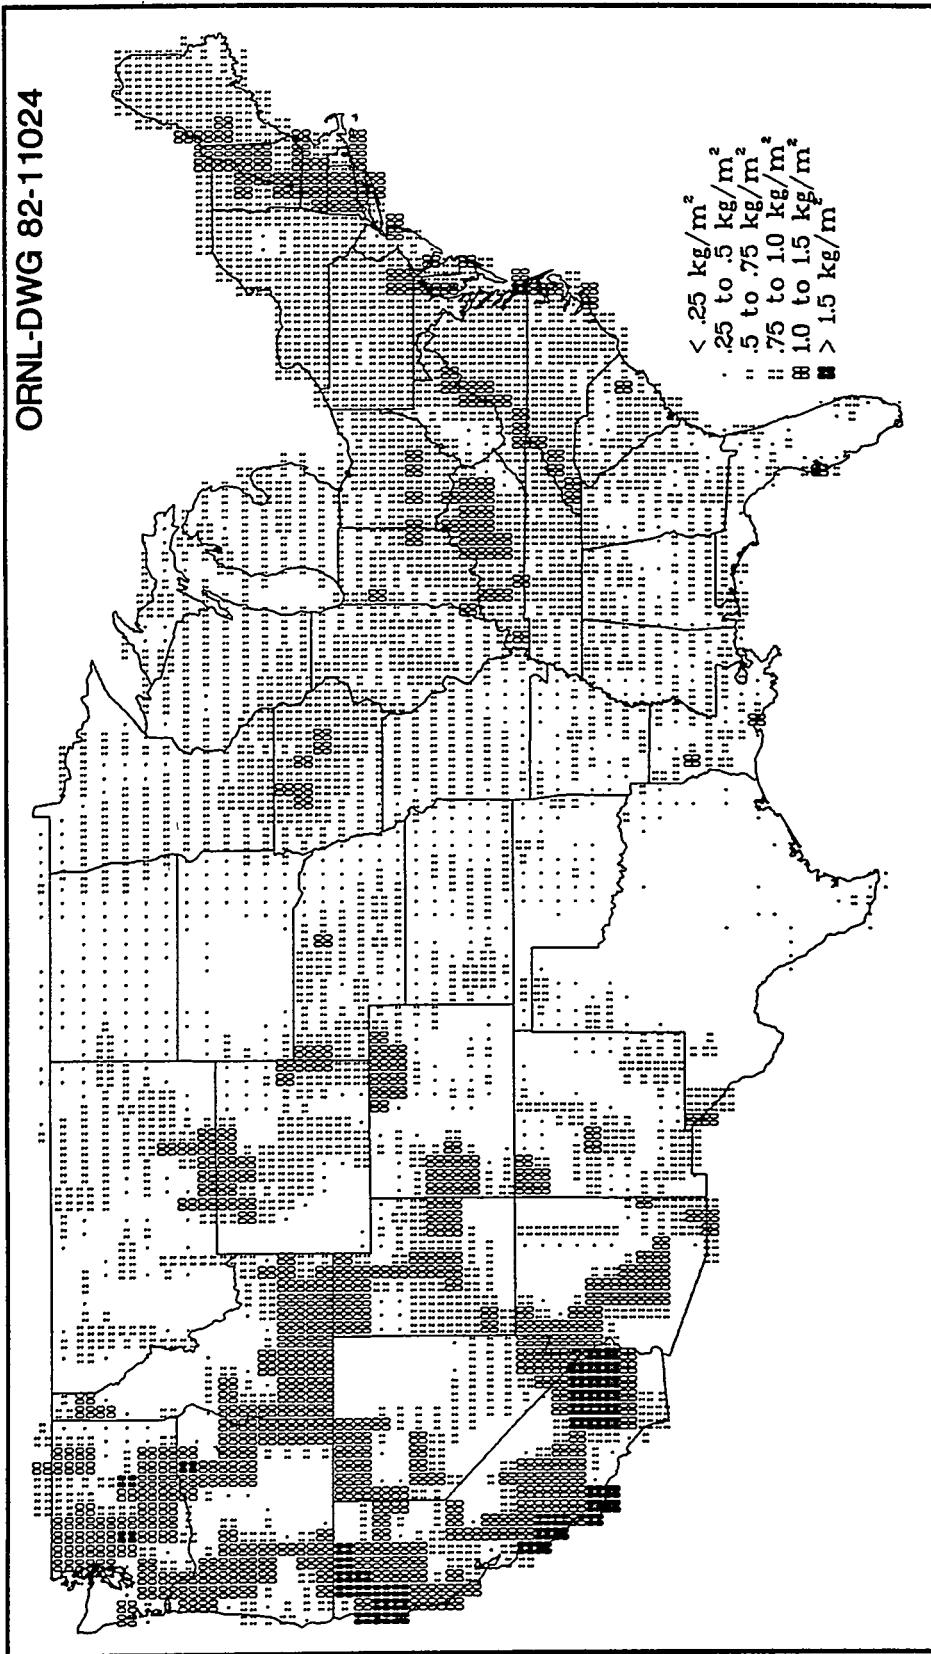 ORNL-DWG 82-11024
< .25 kg/m²
. .25 to .5 kg/m²
:: .5 to .75 kg/m²
:: .75 to 1.0 kg/m²
1.0 to 1.5 kg/m²
> 1.5 kg/m²